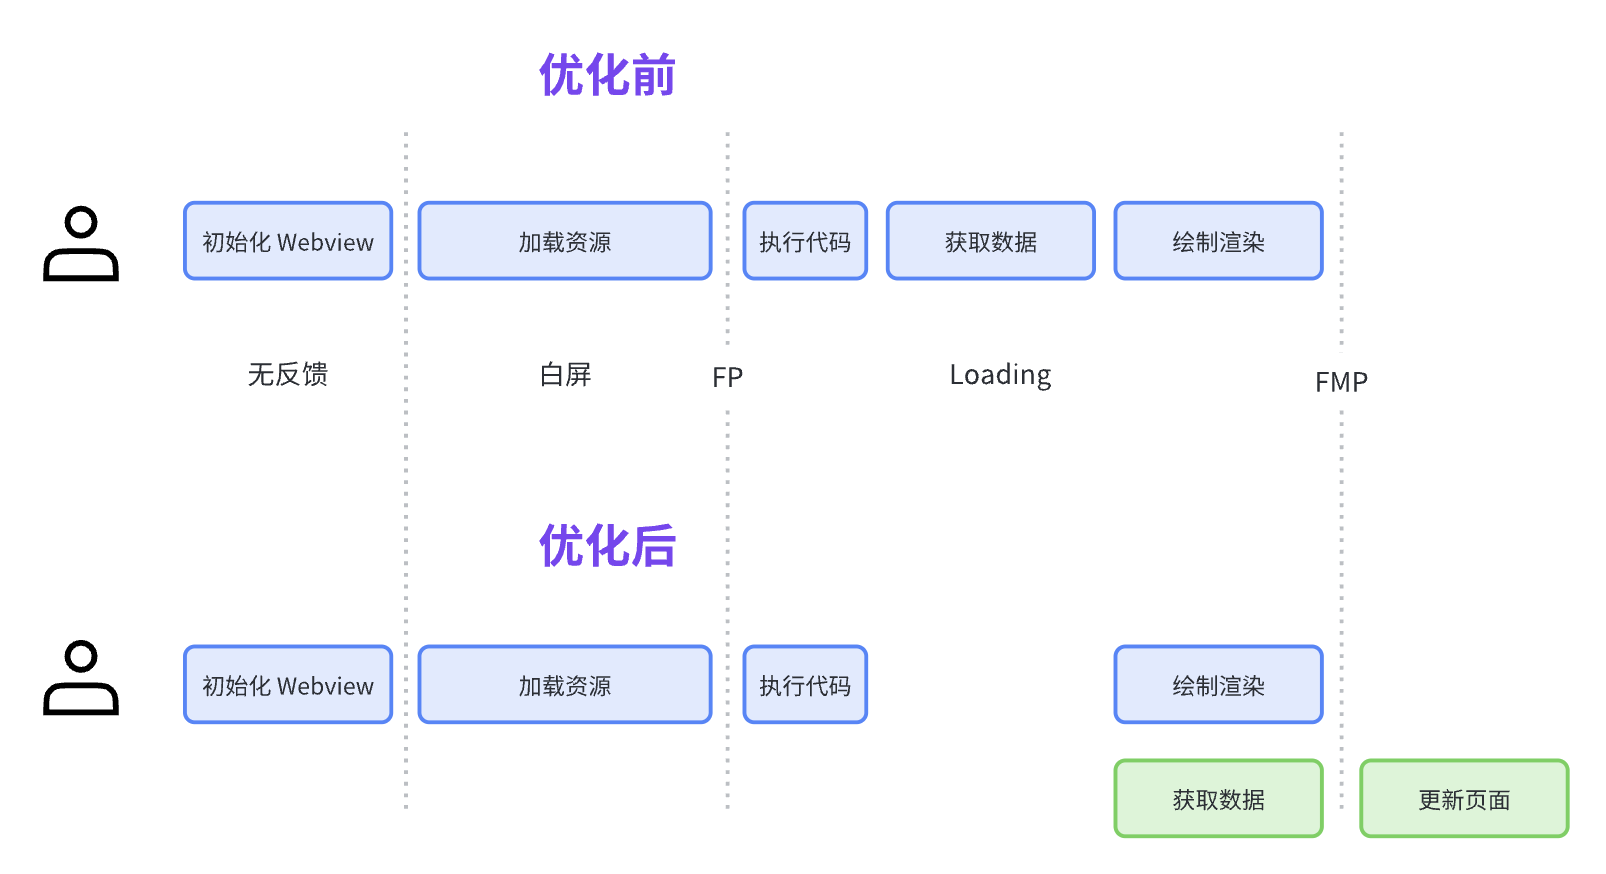 优化前
初始化 Webview
加载资源
执行代码
获取数据
绘制渲染
无反馈
白屏
FP
Loading
FMP
优化后
初始化 Webview
加载资源
执行代码
绘制渲染
获取数据
更新页面